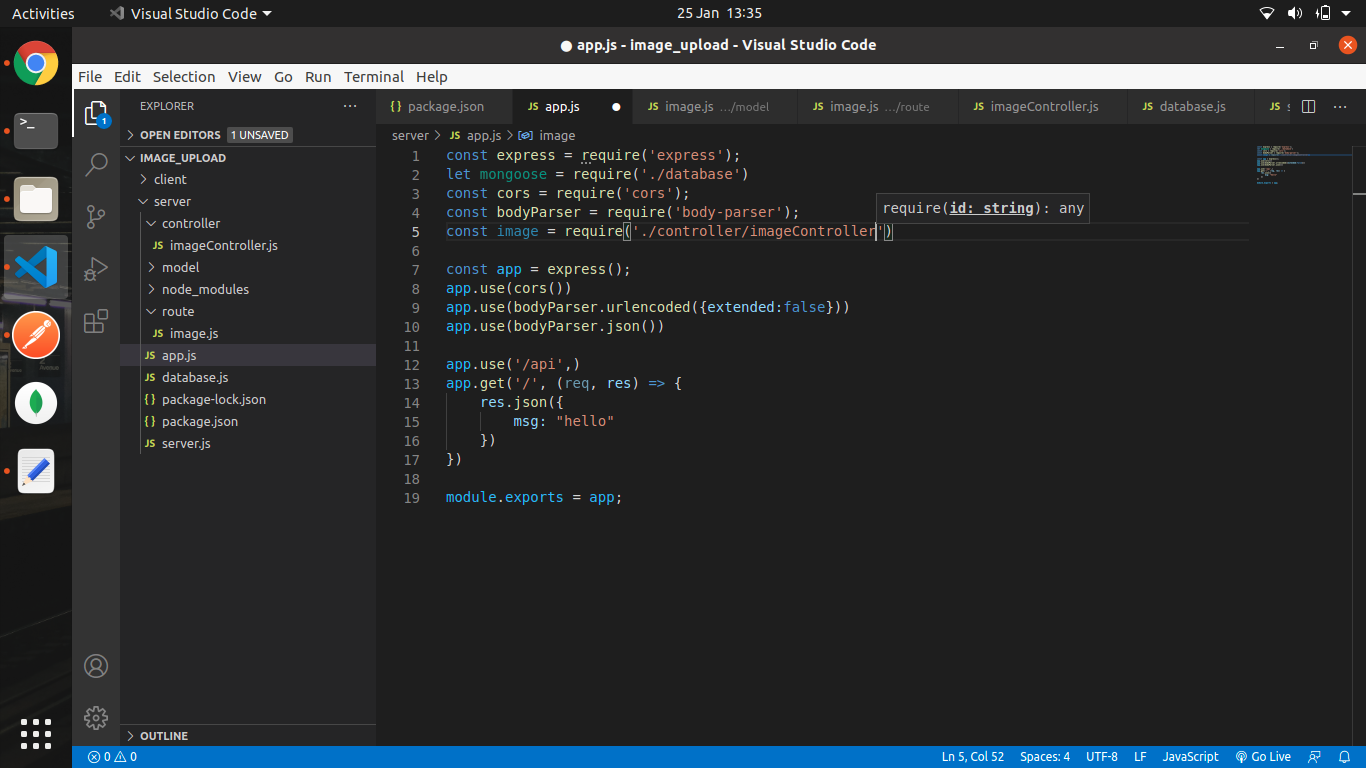 Activities Visual Studio Code 25 Jan 13:35
● app.js - image_upload - Visual Studio Code
File Edit Selection View Go Run Terminal Help
EXPLORER ...
{ } package.json JS app.js ● JS image.js .../model JS image.js .../route JS imageController.js JS database.js JS s ...
1
OPEN EDITORS 1 UNSAVED
server > JS app.js > image
IMAGE_UPLOAD
client
server
controller
JS imageController.js
model
node_modules
route
JS image.js
JS app.js
JS database.js
{ } package-lock.json
{ } package.json
JS server.js
OUTLINE
1 const express = require('express');
2 let mongoose = require('./database')
3 const cors = require('cors');
4 const bodyParser = require('body-parser');
require(id: string): any
5 const image = require('./controller/imageController')
6
7 const app = express();
8 app.use(cors())
9 app.use(bodyParser.urlencoded({extended:false}))
10 app.use(bodyParser.json())
11
12 app.use('/api',)
13 app.get('/', (req, res) => {
14 res.json({
15 msg: "hello"
16 })
17 })
18
19 module.exports = app;
0 0 Ln 5, Col 52 Spaces: 4 UTF-8 LF JavaScript Go Live